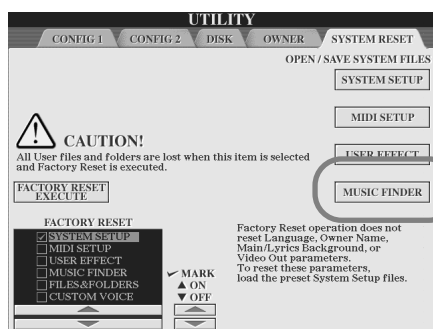 UTILITY
CONFIG 1 CONFIG 2 DISK OWNER SYSTEM RESET
OPEN / SAVE SYSTEM FILES
SYSTEM SETUP
MIDI SETUP
USER EFFECT
MUSIC FINDER
CAUTION!
All User files and folders are lost when this item is selected
and Factory Reset is executed.
FACTORY RESET
EXECUTE
FACTORY RESET
SYSTEM SETUP
MIDI SETUP
USER EFFECT
MUSIC FINDER
FILES&FOLDERS
CUSTOM VOICE
MARK
ON
OFF
Factory Reset operation does not
reset Language, Owner Name,
Main/Lyrics Background, or
Video Out parameters.
To reset these parameters,
load the preset System Setup files.